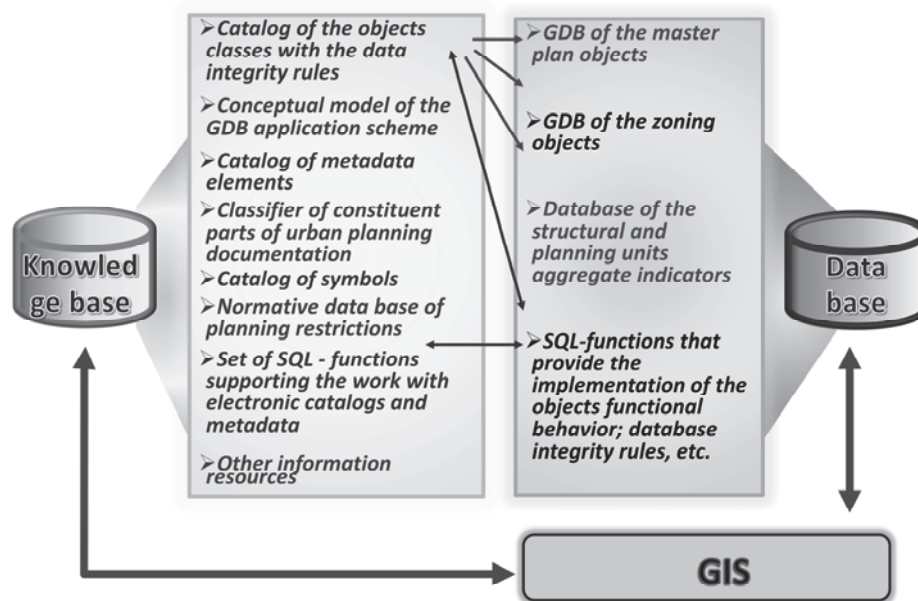 ➢Catalog of the objects
classes with the data
integrity rules
➢Conceptual model of the
GDB application scheme
➢Catalog of metadata
elements
➢Classifier of constituent
parts of urban planning
documentation
➢Catalog of symbols
➢Normative data base of
planning restrictions
➢Set of SQL - functions
supporting the work with
electronic catalogs and
metadata
➢Other information
resources
➢GDB of the master
plan objects
➢GDB of the zoning
objects
➢Database of the
structural and
planning units
aggregate indicators
➢SQL-functions that
provide the
implementation of the
objects functional
behavior; database
integrity rules, etc.
Knowled
ge base
Data
base
GIS